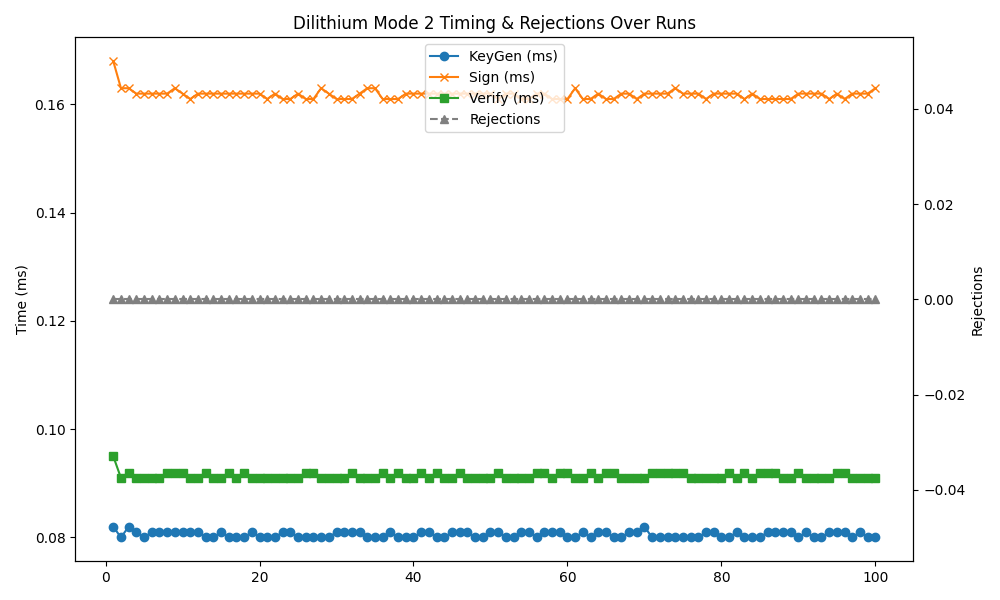 Dilithium Mode 2 Timing & Rejections Over Runs
KeyGen (ms)
Sign (ms)
Verify (ms)
Rejections
Time (ms)
0.16
0.14
0.12
0.10
0.08
0
20
40
60
80
100
0.04
0.02
0.00
−0.02
−0.04
Rejections